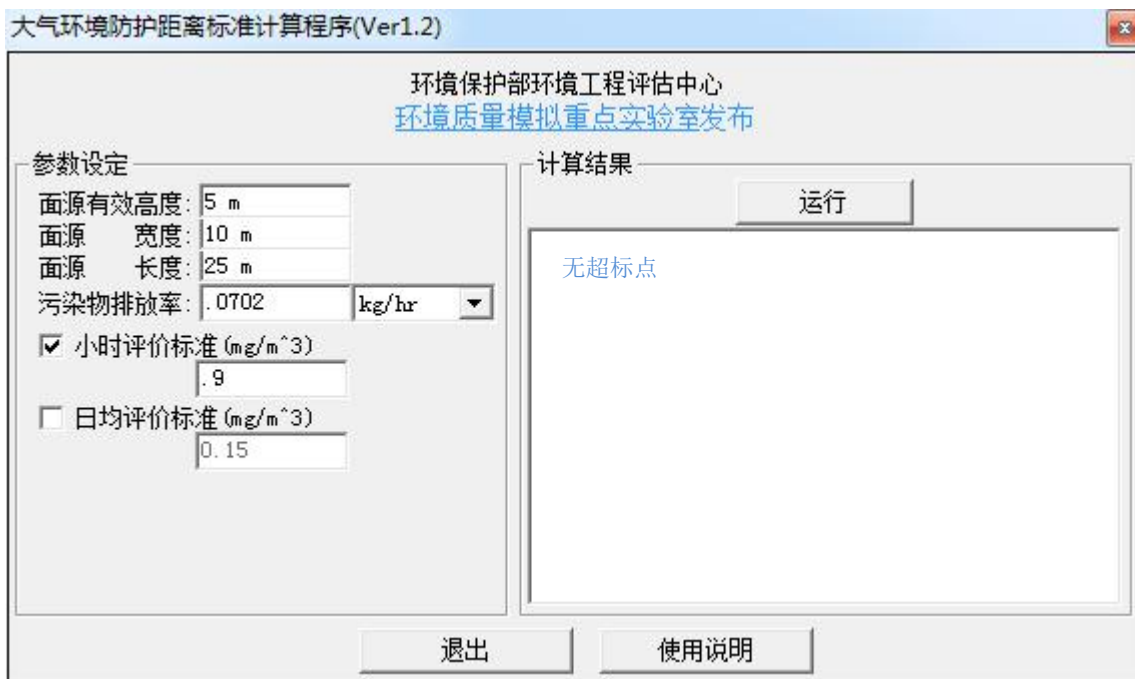 大气环境防护距离标准计算程序(Ver1.2)
环境保护部环境工程评估中心
环境质量模拟重点实验室发布
参数设定
面源有效高度: 5 m
面源 宽度: 10 m
面源 长度: 25 m
污染物排放率: .0702 kg/hr
小时评价标准(mg/m^3)
.9
日均评价标准(mg/m^3)
0.15
计算结果
运行
无超标点
退出
使用说明